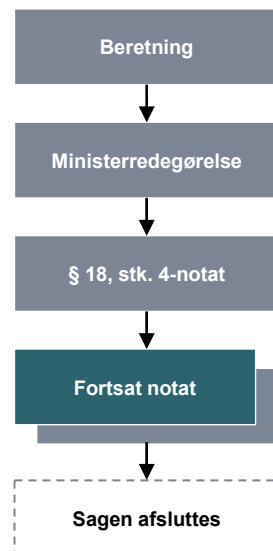 Beretning
Ministerredegørelse
§ 18, stk. 4-notat
Fortsat notat
Sagen afsluttes